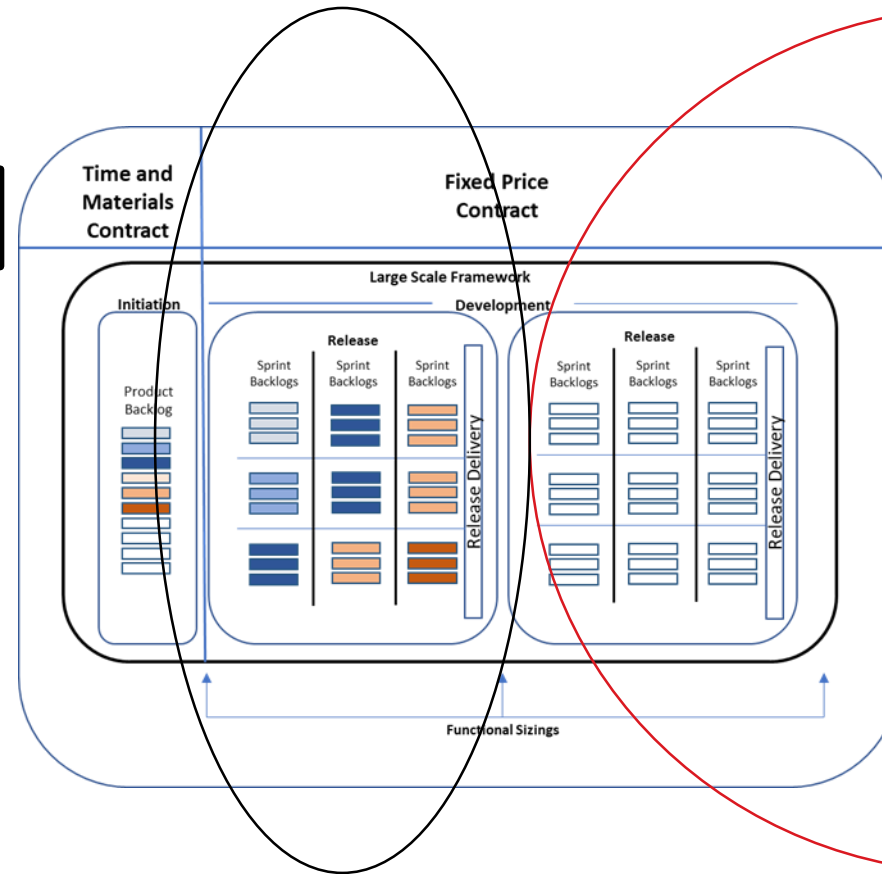 Time and
Materials
Contract
Fixed Price
Contract
Large Scale Framework
Initiation
Development
Product
Backlog
Release
Sprint
Backlogs
Sprint
Backlogs
Sprint
Backlogs
Release Delivery
Release
Sprint
Backlogs
Sprint
Backlogs
Sprint
Backlogs
Release Delivery
Functional Sizings